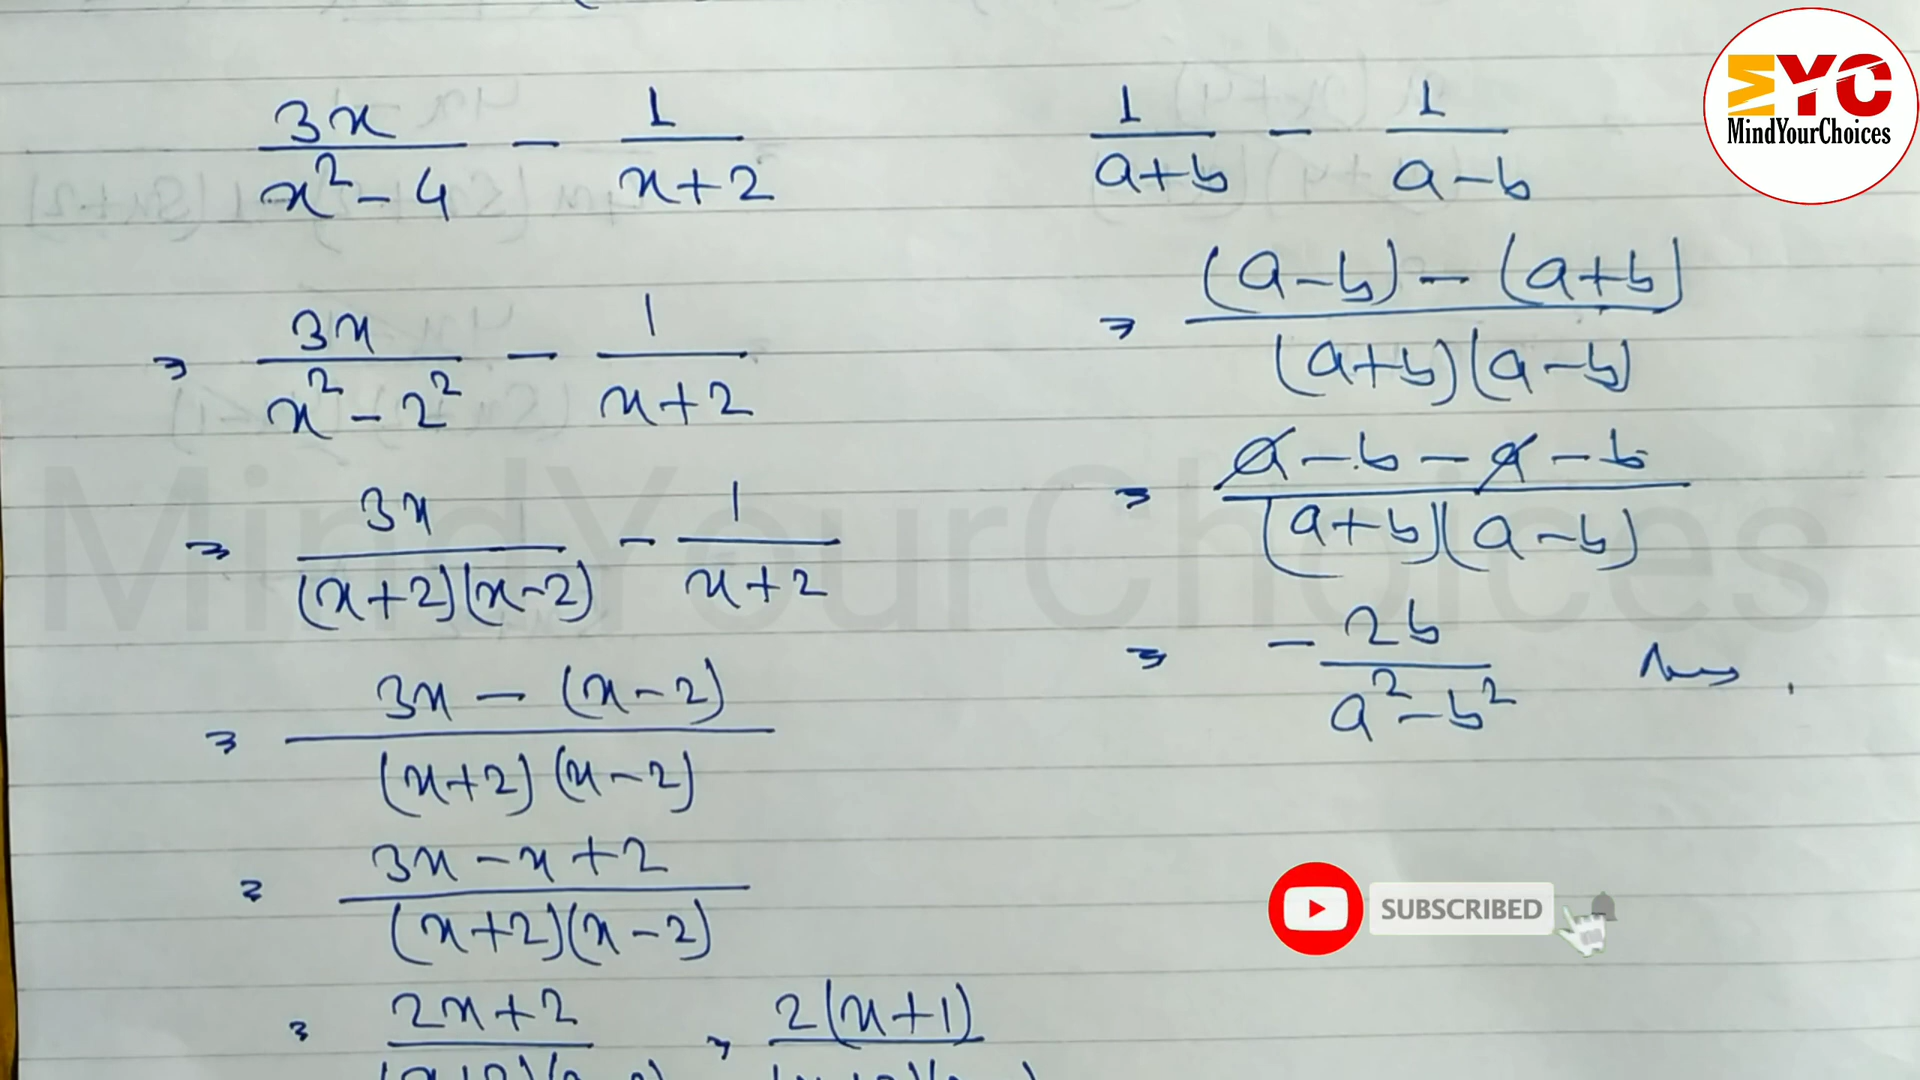 3x/(x² - 4) - 1/(x+2)
⇒ 3x/(x² - 2²) - 1/(x+2)
⇒ 3x/((x+2)(x-2)) - 1/(x+2)
⇒ (3x - (x-2))/((x+2)(x-2))
= (3x - x + 2)/((x+2)(x-2))
= (2x+2)/ ⇒ 2(x+1)/
1/(a+b) - 1/(a-b)
⇒ ((a-b) - (a+b))/((a+b)(a-b))
⇒ (a - b - a - b)/((a+b)(a-b))
⇒ - 2b/(a² - b²) Ans
MYC
MindYourChoices
MindYourChoices
SUBSCRIBED